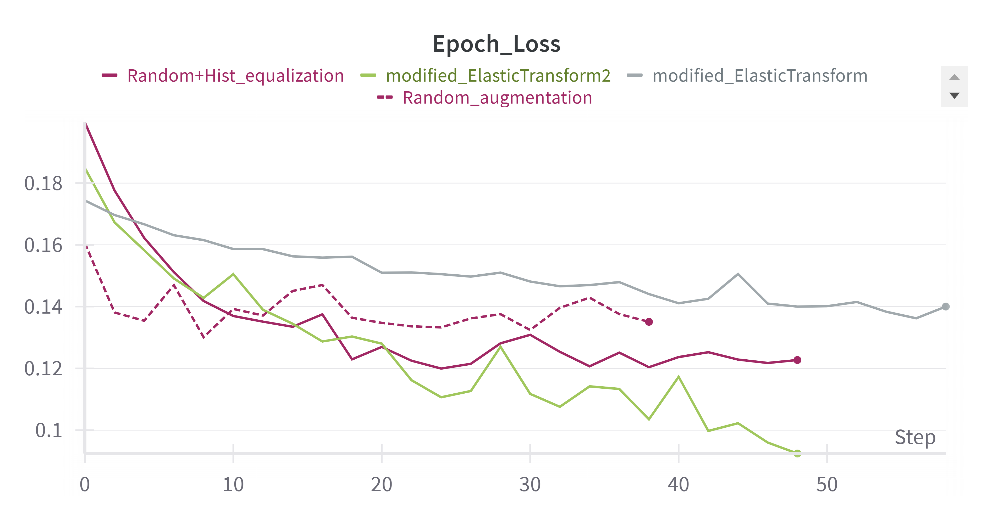 Epoch_Loss
Random+Hist_equalization modified_ElasticTransform2 modified_ElasticTransform
Random_augmentation
0.18
0.16
0.14
0.12
0.1
Step
0 10 20 30 40 50